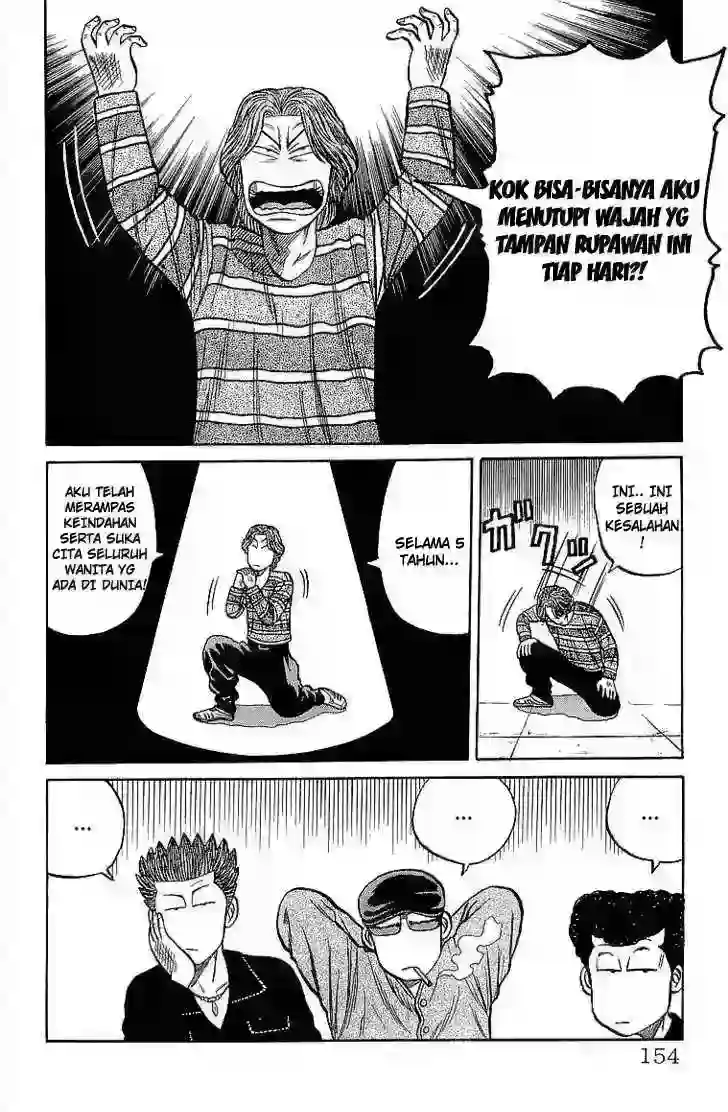 KOK BISA-BISANYA AKU
MENUTUPI WAJAH YG
TAMPAN RUPAWAN INI
TIAP HARI?!
INI.. INI
SEBUAH
KESALAHAN
!
ガクッ
SELAMA 5
TAHUN...
AKU TELAH
MERAMPAS
KEINDAHAN
SERTA SUKA
CITA SELURUH
WANITA YG
ADA DI DUNIA!
...
...
...
154